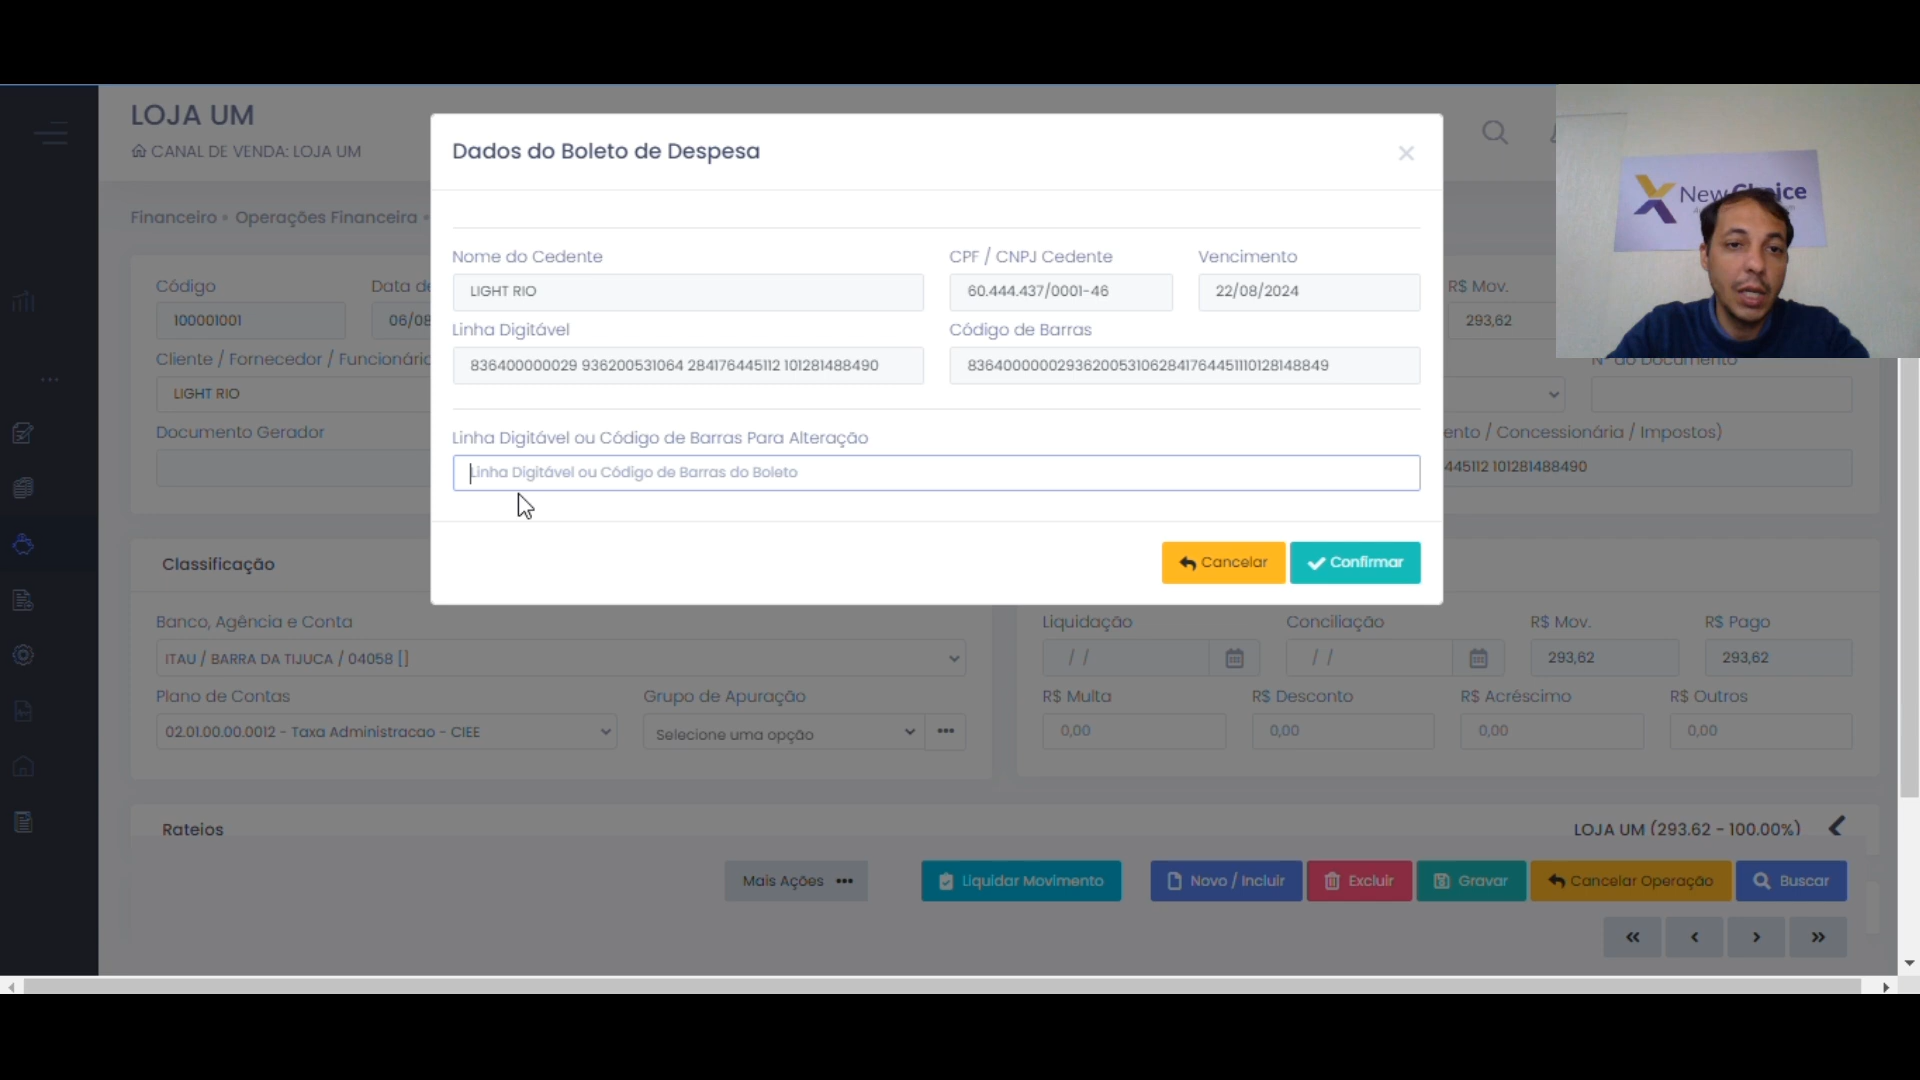 LOJA UM
CANAL DE VENDA: LOJA UM
Financeiro • Operações Financeira •
Código
Data de
R$ Mov.
100001001
06/08
293,62
Cliente / Fornecedor / Funcionário
Nº do Documento
LIGHT RIO
Documento Gerador
ento / Concessionária / Impostos)
445112 101281488490
Dados do Boleto de Despesa
Nome do Cedente
CPF / CNPJ Cedente
Vencimento
LIGHT RIO
60.444.437/0001-46
22/08/2024
Linha Digitável
Código de Barras
836400000029 936200531064 284176445112 101281488490
83640000002936200531062841764451110128148849
Linha Digitável ou Código de Barras Para Alteração
Linha Digitável ou Código de Barras do Boleto
Cancelar
Confirmar
New Choice
Classificação
Banco, Agência e Conta
Liquidação
Conciliação
R$ Mov.
R$ Pago
ITAU / BARRA DA TIJUCA / 04058 []
/ /
/ /
293,62
293,62
Plano de Contas
Grupo de Apuração
R$ Multa
R$ Desconto
R$ Acréscimo
R$ Outros
02.01.00.00.0012 - Taxa Administracao - CIEE
Selecione uma opção
0,00
0,00
0,00
0,00
Rateios
LOJA UM (293.62 - 100.00%)
Mais Ações
Liquidar Movimento
Novo / Incluir
Excluir
Gravar
Cancelar Operação
Buscar